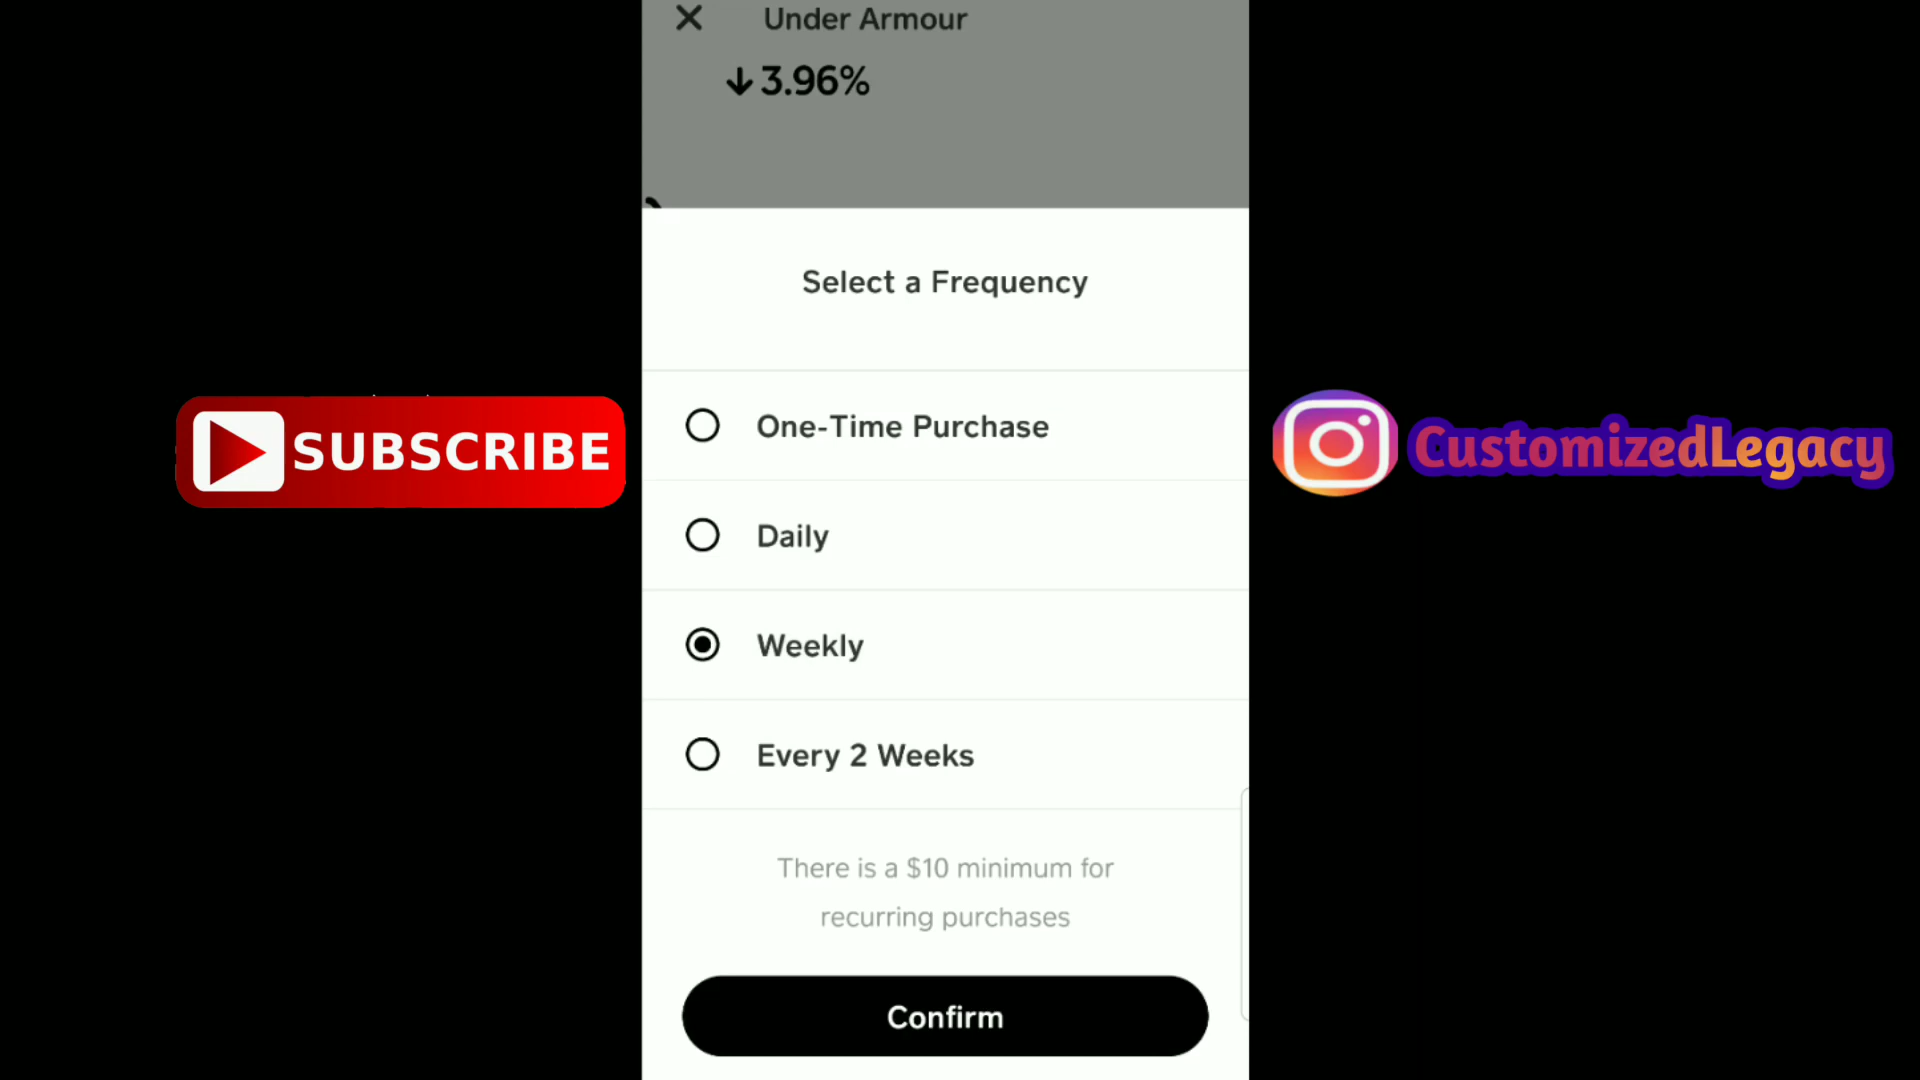 Under Armour
↓3.96%
Select a Frequency
One-Time Purchase
Daily
Weekly
Every 2 Weeks
There is a $10 minimum for
recurring purchases
Confirm
SUBSCRIBE
CustomizedLegacy